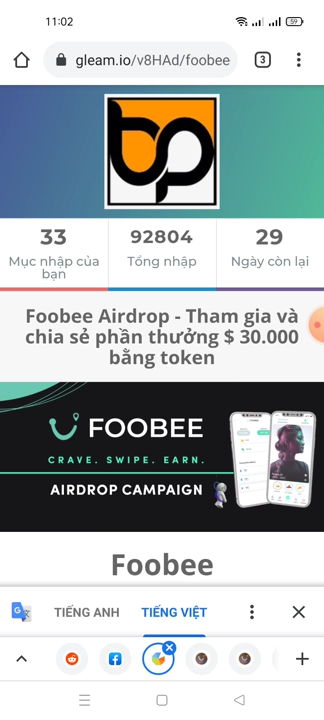 11:02
59
gleam.io/v8HAd/foobee
3
33
92804
29
Mục nhập của
bạn
Tổng nhập
Ngày còn lại
Foobee Airdrop - Tham gia và
chia sẻ phần thưởng $ 30.000
bằng token
FOOBEE
CRAVE. SWIPE. EARN.
AIRDROP CAMPAIGN
Foobee
TIẾNG ANH
TIẾNG VIỆT